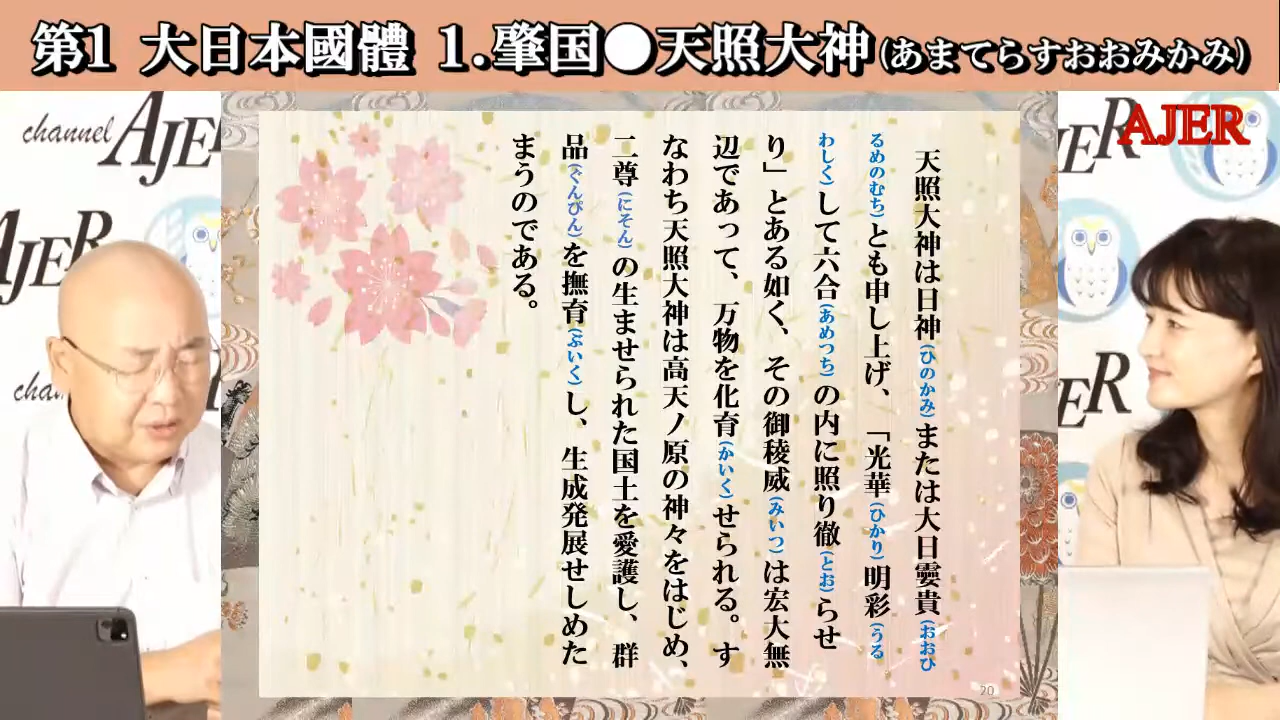 第1 大日本國體 1.肇国●天照大神(あまてらすおおみかみ)
channel AJER
AJER
chan
AJER
AJER
AJER
天照大神は日神(ひのかみ)または大日孁貴(おおひ
るめのむち)とも申し上げ、「光華(ひかり)明彩(うる
わしく)して六合(あめつち)の内に照り徹(とお)らせ
り」とある如く、その御稜威(みいつ)は宏大無
辺であって、万物を化育(かいく)せられる。す
なわち天照大神は高天ノ原の神々をはじめ、
二尊(にそん)の生ませられた国土を愛護し、群
品(ぐんぴん)を撫育(ぶいく)し、生成発展せしめた
まうのである。
20